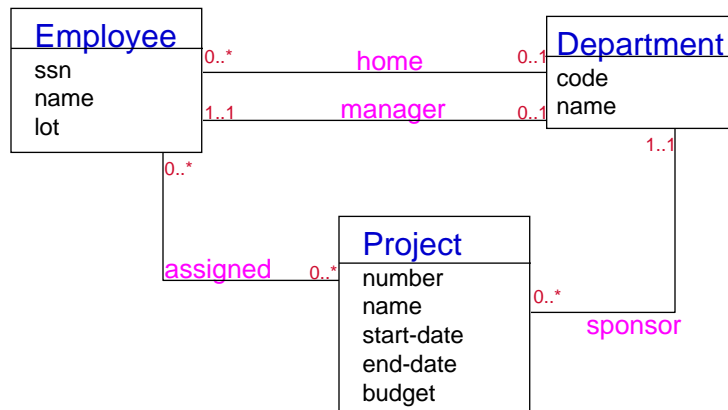 Employee
ssn
name
lot
0..*
home
0..1
1..1
manager
0..1
Department
code
name
0..*
1..1
assigned
0..*
Project
number
name
start-date
end-date
budget
0..*
sponsor